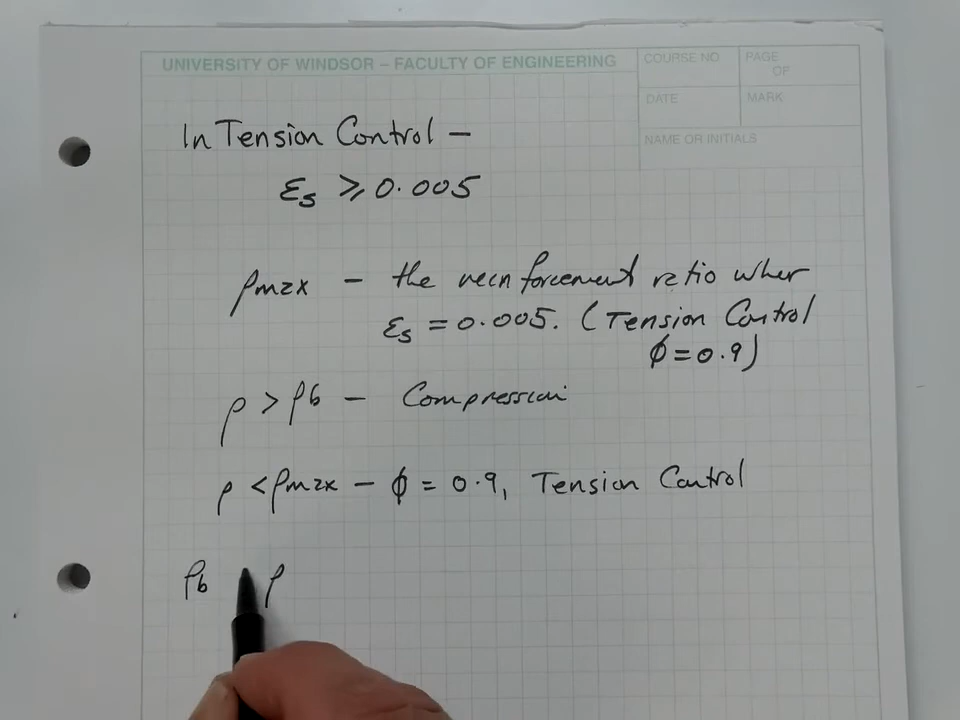 UNIVERSITY OF WINDSOR – FACULTY OF ENGINEERING
COURSE NO
PAGE
OF
DATE
MARK
NAME OR INITIALS
In Tension Control –
εs ⩾ 0.005
ρmax – the reinforcement ratio when
εs = 0.005. (Tension Control
ϕ = 0.9)
ρ > ρb – Compression
ρ < ρmax – ϕ = 0.9, Tension Control
ρb ρ